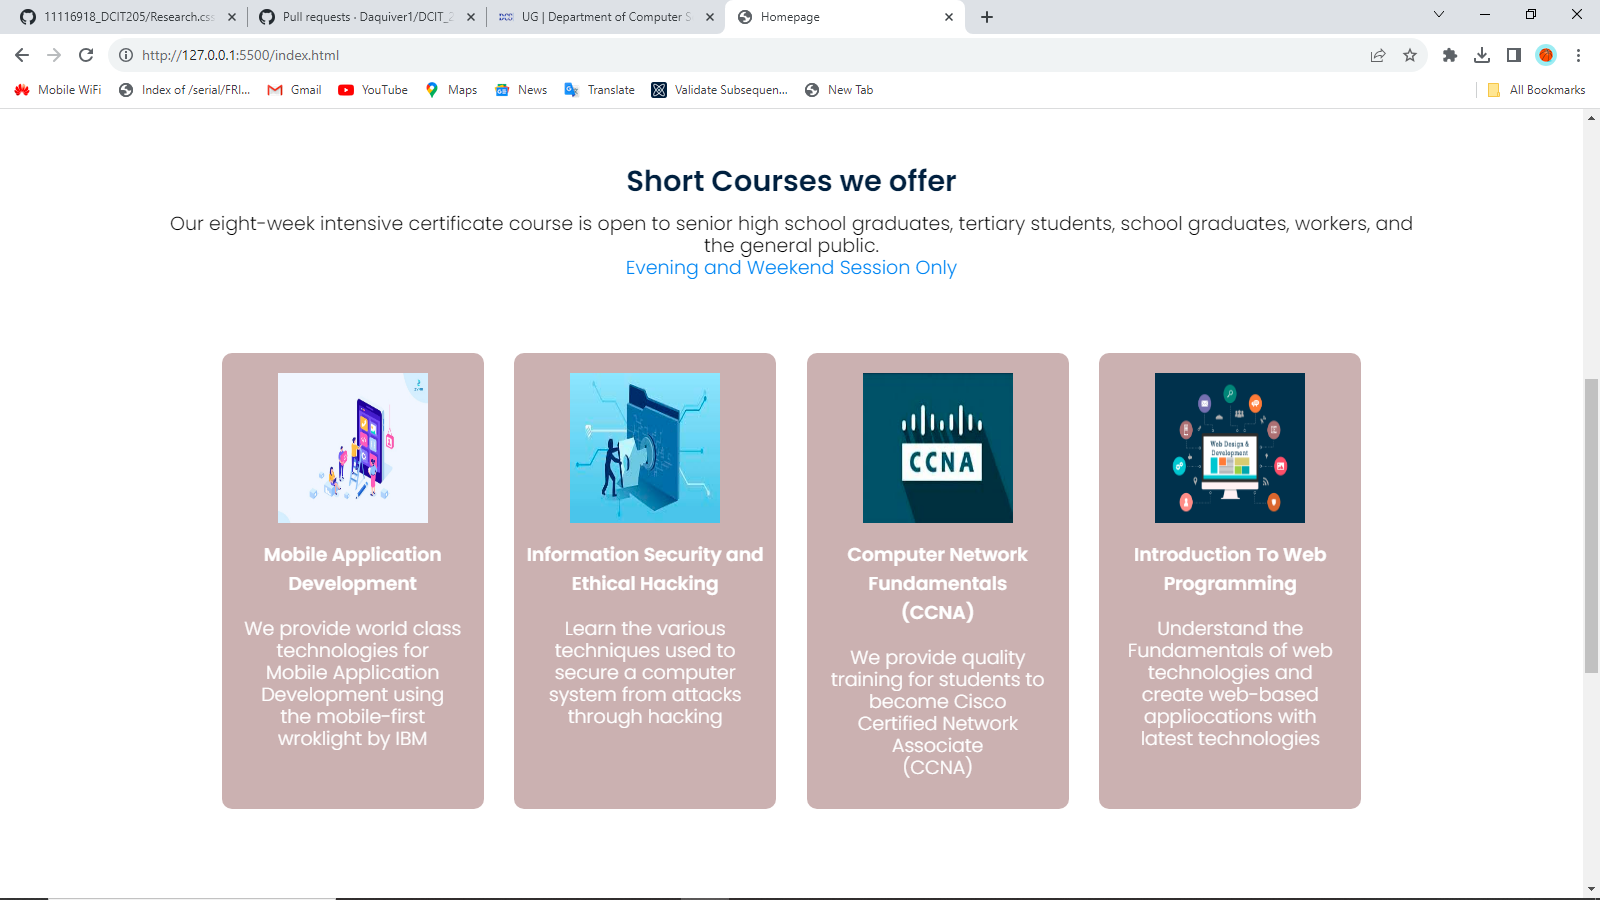 11116918_DCIT205/Research.css
Pull requests · Daquiver1/DCIT_2
UG | Department of Computer S
Homepage
http://127.0.0.1:5500/index.html
Mobile WiFi
Index of /serial/FRI...
Gmail
YouTube
Maps
News
Translate
Validate Subsequen...
New Tab
All Bookmarks
Short Courses we offer
Our eight-week intensive certificate course is open to senior high school graduates, tertiary students, school graduates, workers, and
the general public.
Evening and Weekend Session Only
Mobile Application
Development
We provide world class
technologies for
Mobile Application
Development using
the mobile-first
wroklight by IBM
Information Security and
Ethical Hacking
Learn the various
techniques used to
secure a computer
system from attacks
through hacking
CCNA
Computer Network
Fundamentals
(CCNA)
We provide quality
training for students to
become Cisco
Certified Network
Associate
(CCNA)
Web Design &
Development
Introduction To Web
Programming
Understand the
Fundamentals of web
technologies and
create web-based
appliocations with
latest technologies